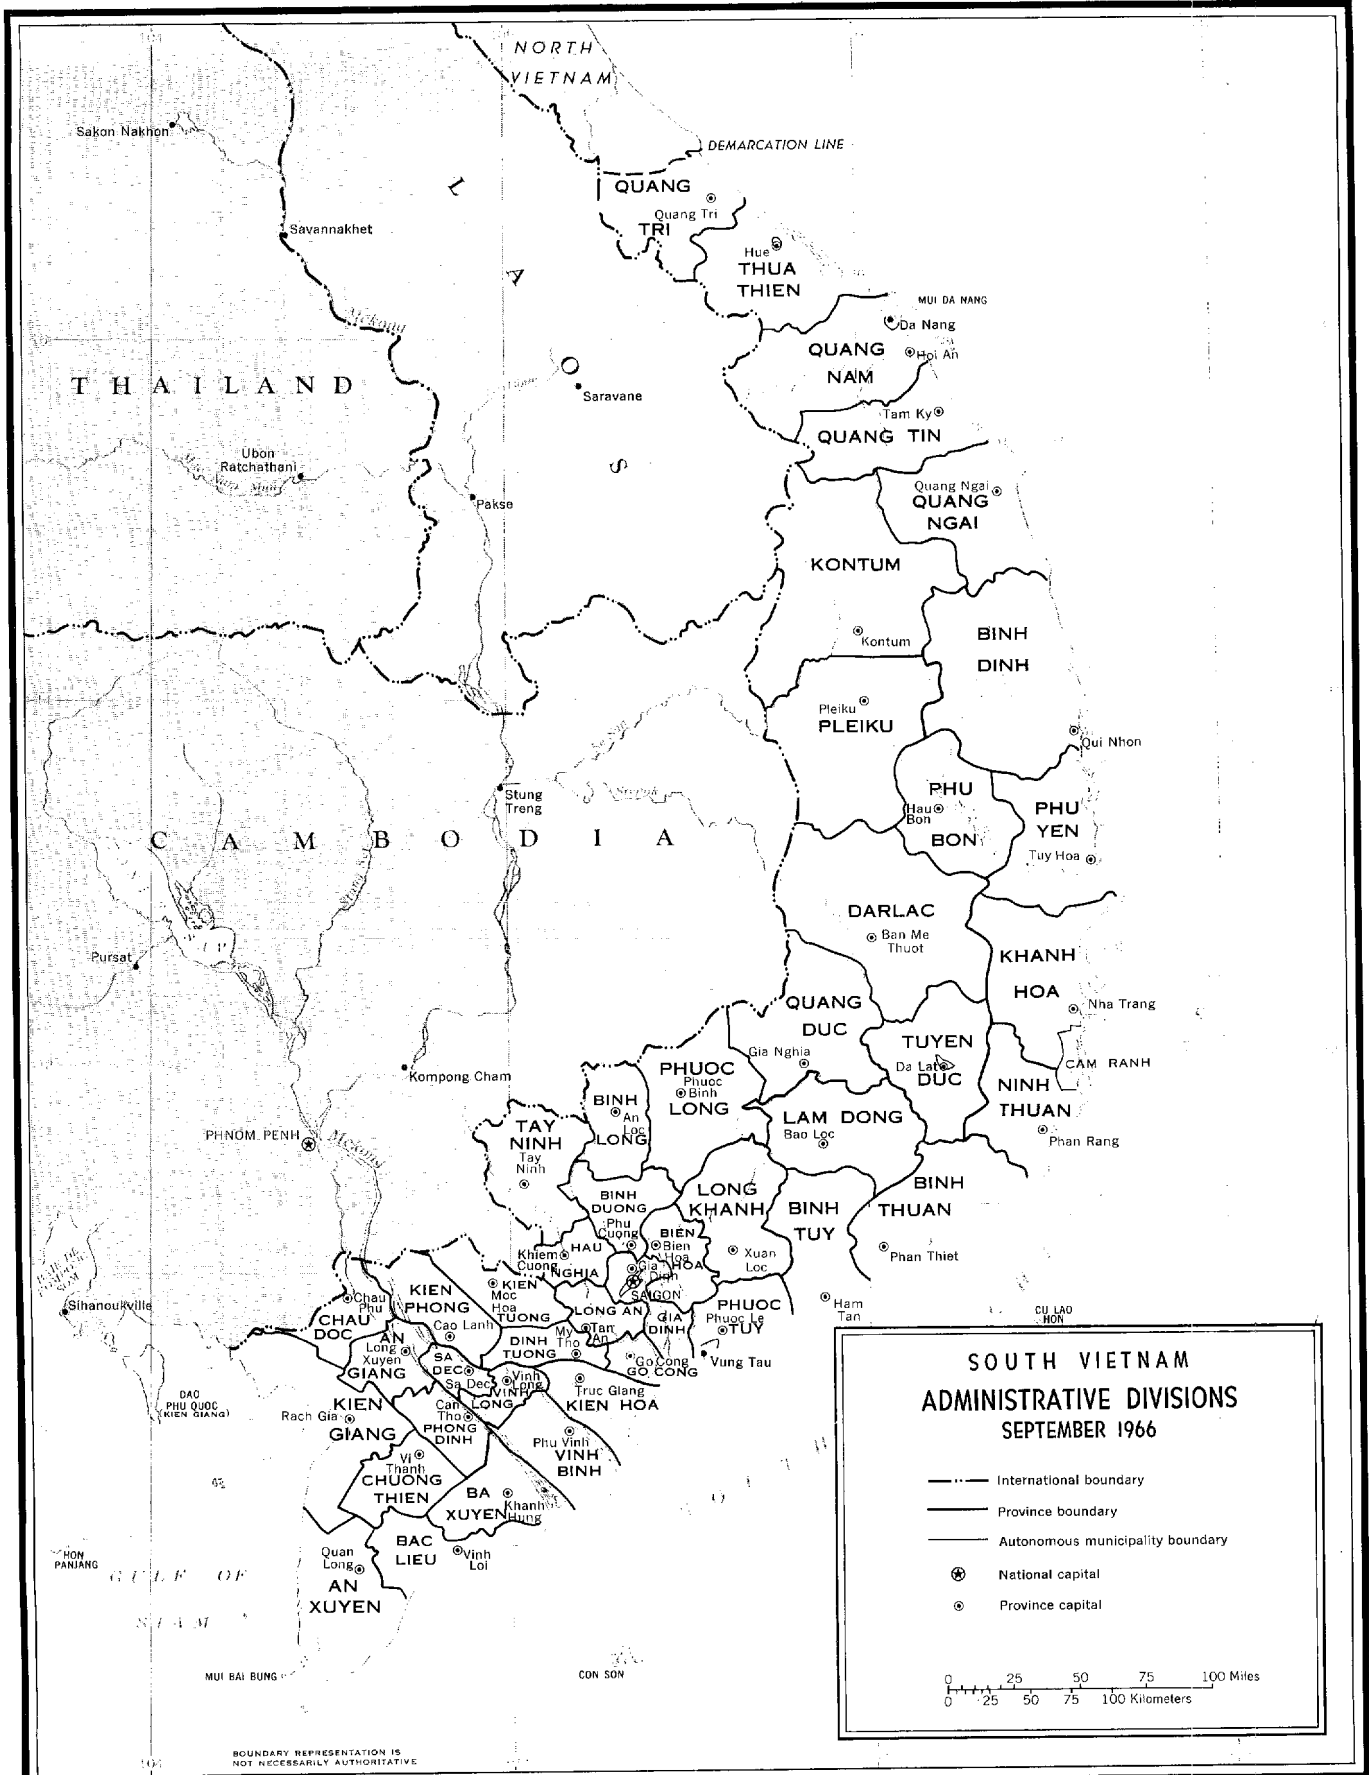 NORTH
VIETNAM
DEMARCATION LINE
Sakon Nakhon
L
A
O
S
QUANG
Quang Tri
TRI
Savannakhet
Hue
THUA
THIEN
MUI DA NANG
Mekong
Da Nang
QUANG
Hoi An
NAM
THAILAND
Saravane
Tam Ky
QUANG TIN
Ubon
Ratchathani
Pakse
Quang Ngai
QUANG
NGAI
KONTUM
Kontum
BINH
DINH
Pleiku
PLEIKU
Qui Nhon
Stung
Treng
PHU
Hau
Bon
BON
PHU
YEN
Tuy Hoa
CAMBODIA
DARLAC
Ban Me
Thuot
Pursat
KHANH
HOA
Nha Trang
QUANG
DUC
Gia Nghia
TUYEN
Da Lat
DUC
CAM RANH
Kompong Cham
PHUOC
Phuoc
Binh
LONG
NINH
THUAN
Phan Rang
BINH
An
Loc
LONG
LAM DONG
Bao Loc
TAY
NINH
Tay
Ninh
PHNOM PENH
Mekong
BINH
DUONG
Phu
Cuong
LONG
KHANH
BINH
TUY
BINH
THUAN
Phan Thiet
Khiem
Cuong
HAU
NGHIA
BIEN
Bien
Hoa
HOA
Xuan
Loc
Gia
Dinh
SAIGON
Sihanoukville
Chau
Phu
CHAU
DOC
KIEN
PHONG
Cao Lanh
KIEN
Moc
Hoa
TUONG
LONG AN
Tan
An
GIA
DINH
PHUOC
Phuoc Le
TUY
Ham
Tan
CU LAO
HON
Vung Tau
AN
Long
Xuyen
GIANG
SA
DEC
Sa Dec
DINH
TUONG
My
Tho
Go Cong
GO CONG
Vinh
Long
VINH
LONG
Truc Giang
KIEN HOA
DAO
PHU QUOC
(KIEN GIANG)
KIEN
Rach Gia
GIANG
Can
Tho
PHONG
DINH
Phu Vinh
VINH
BINH
Vi
Thanh
CHUONG
THIEN
BA
XUYEN
Khanh
Hung
BAC
LIEU
Vinh
Loi
Quan
Long
AN
XUYEN
HON
PANJANG
GULF OF
SIAM
MUI BAI BUNG
CON SON
SOUTH VIETNAM
ADMINISTRATIVE DIVISIONS
SEPTEMBER 1966
International boundary
Province boundary
Autonomous municipality boundary
National capital
Province capital
0 25 50 75 100 Miles
0 25 50 75 100 Kilometers
BOUNDARY REPRESENTATION IS
NOT NECESSARILY AUTHORITATIVE